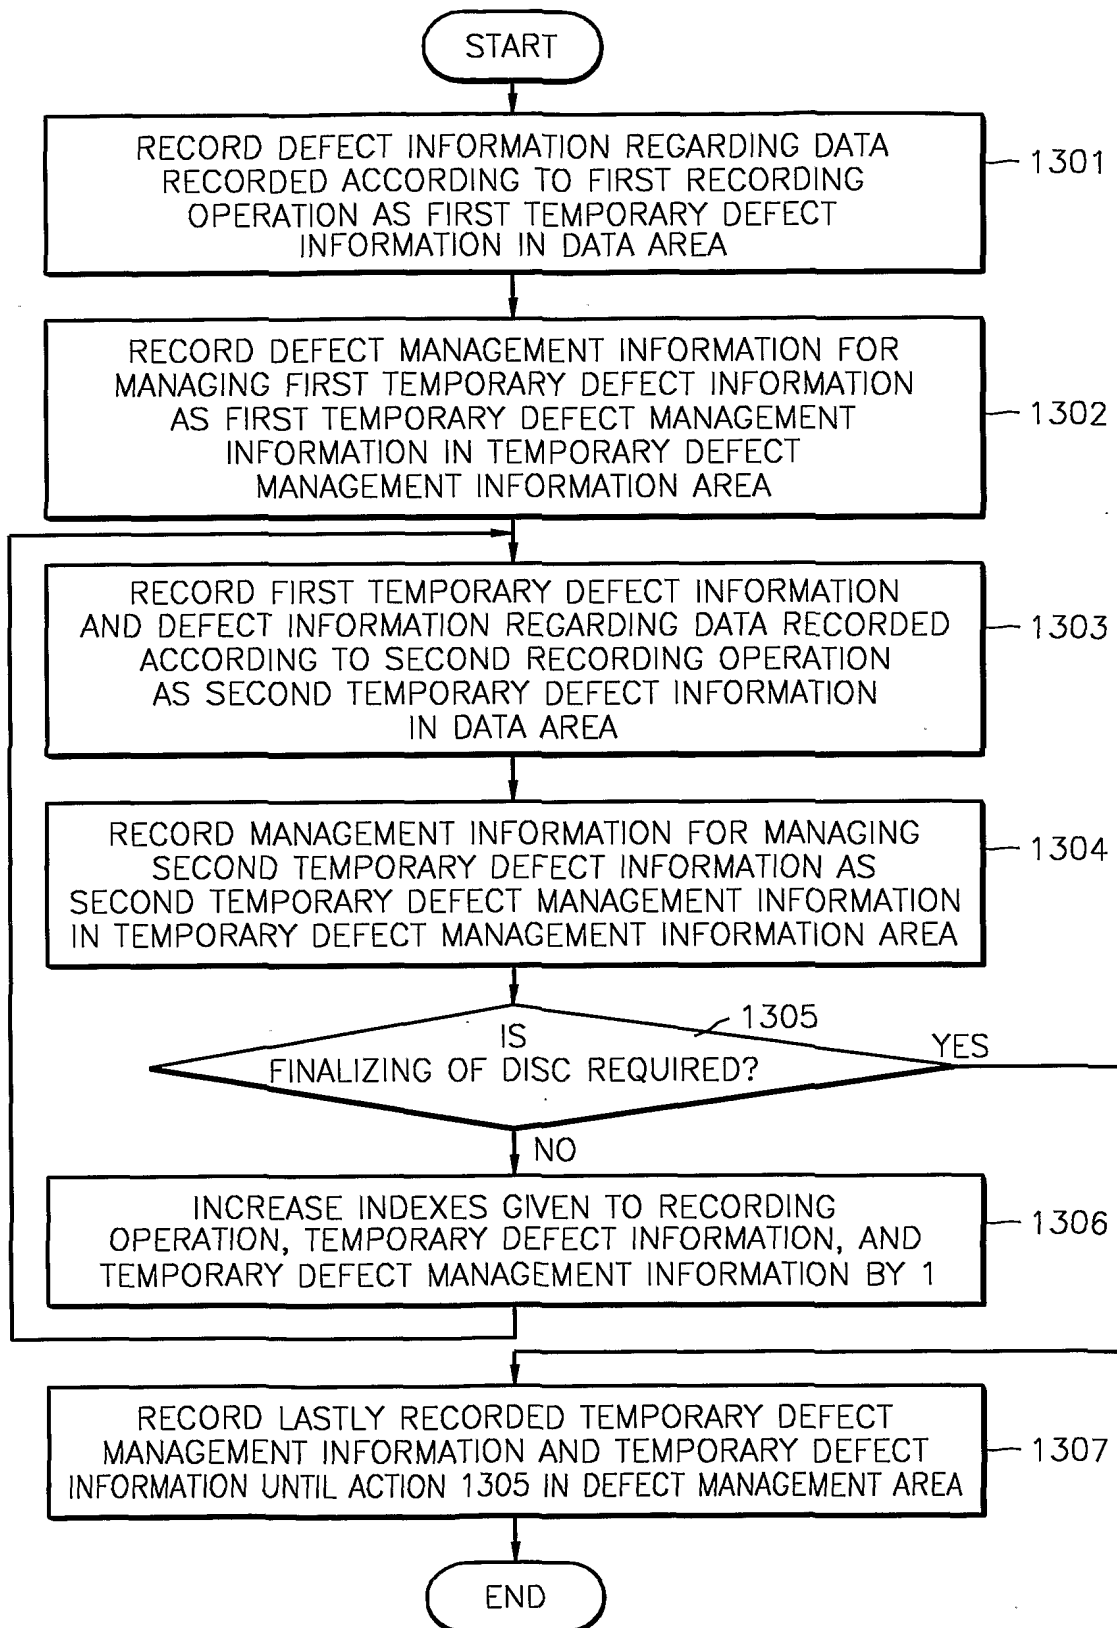 START
RECORD DEFECT INFORMATION REGARDING DATA
RECORDED ACCORDING TO FIRST RECORDING
OPERATION AS FIRST TEMPORARY DEFECT
INFORMATION IN DATA AREA
1301
RECORD DEFECT MANAGEMENT INFORMATION FOR
MANAGING FIRST TEMPORARY DEFECT INFORMATION
AS FIRST TEMPORARY DEFECT MANAGEMENT
INFORMATION IN TEMPORARY DEFECT
MANAGEMENT INFORMATION AREA
1302
RECORD FIRST TEMPORARY DEFECT INFORMATION
AND DEFECT INFORMATION REGARDING DATA RECORDED
ACCORDING TO SECOND RECORDING OPERATION
AS SECOND TEMPORARY DEFECT INFORMATION
IN DATA AREA
1303
RECORD MANAGEMENT INFORMATION FOR MANAGING
SECOND TEMPORARY DEFECT INFORMATION AS
SECOND TEMPORARY DEFECT MANAGEMENT INFORMATION
IN TEMPORARY DEFECT MANAGEMENT INFORMATION AREA
1304
IS
FINALIZING OF DISC REQUIRED?
1305
YES
NO
INCREASE INDEXES GIVEN TO RECORDING
OPERATION, TEMPORARY DEFECT INFORMATION, AND
TEMPORARY DEFECT MANAGEMENT INFORMATION BY 1
1306
RECORD LASTLY RECORDED TEMPORARY DEFECT
MANAGEMENT INFORMATION AND TEMPORARY DEFECT
INFORMATION UNTIL ACTION 1305 IN DEFECT MANAGEMENT AREA
1307
END